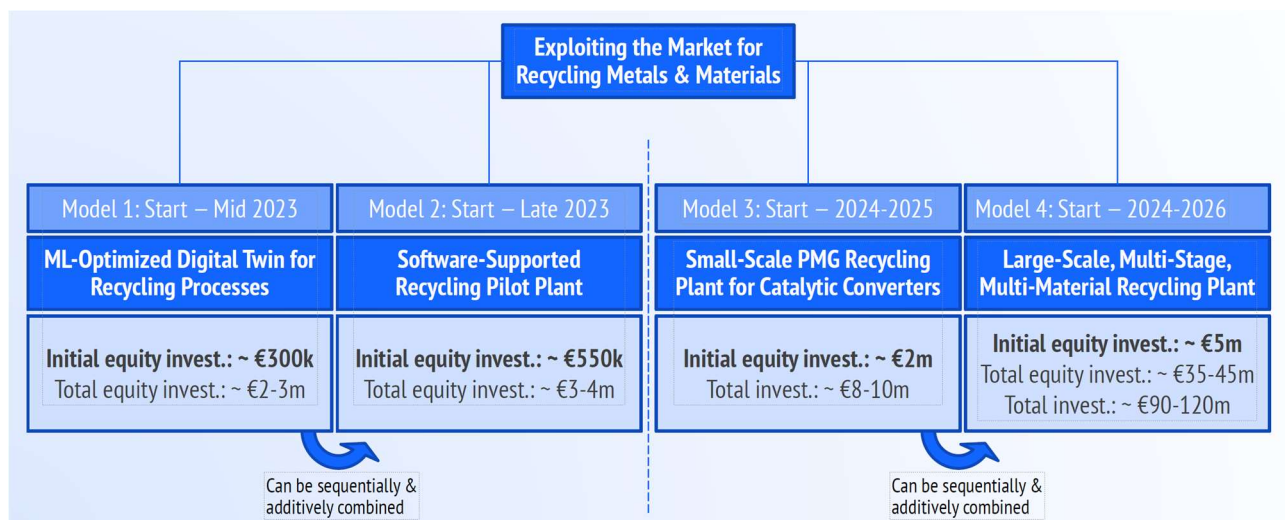 Exploiting the Market for
Recycling Metals & Materials
Model 1: Start — Mid 2023
ML-Optimized Digital Twin for
Recycling Processes
Initial equity invest.: ~ €300k
Total equity invest.: ~ €2-3m
Model 2: Start — Late 2023
Software-Supported
Recycling Pilot Plant
Initial equity invest.: ~ €550k
Total equity invest.: ~ €3-4m
Can be sequentially &
additively combined
Model 3: Start — 2024-2025
Small-Scale PMG Recycling
Plant for Catalytic Converters
Initial equity invest.: ~ €2m
Total invest.: ~ €8-10m
Model 4: Start — 2024-2026
Large-Scale, Multi-Stage,
Multi-Material Recycling Plant
Initial equity invest.: ~ €5m
Total equity invest.: ~ €35-45m
Total invest.: ~ €90-120m
Can be sequentially &
additively combined